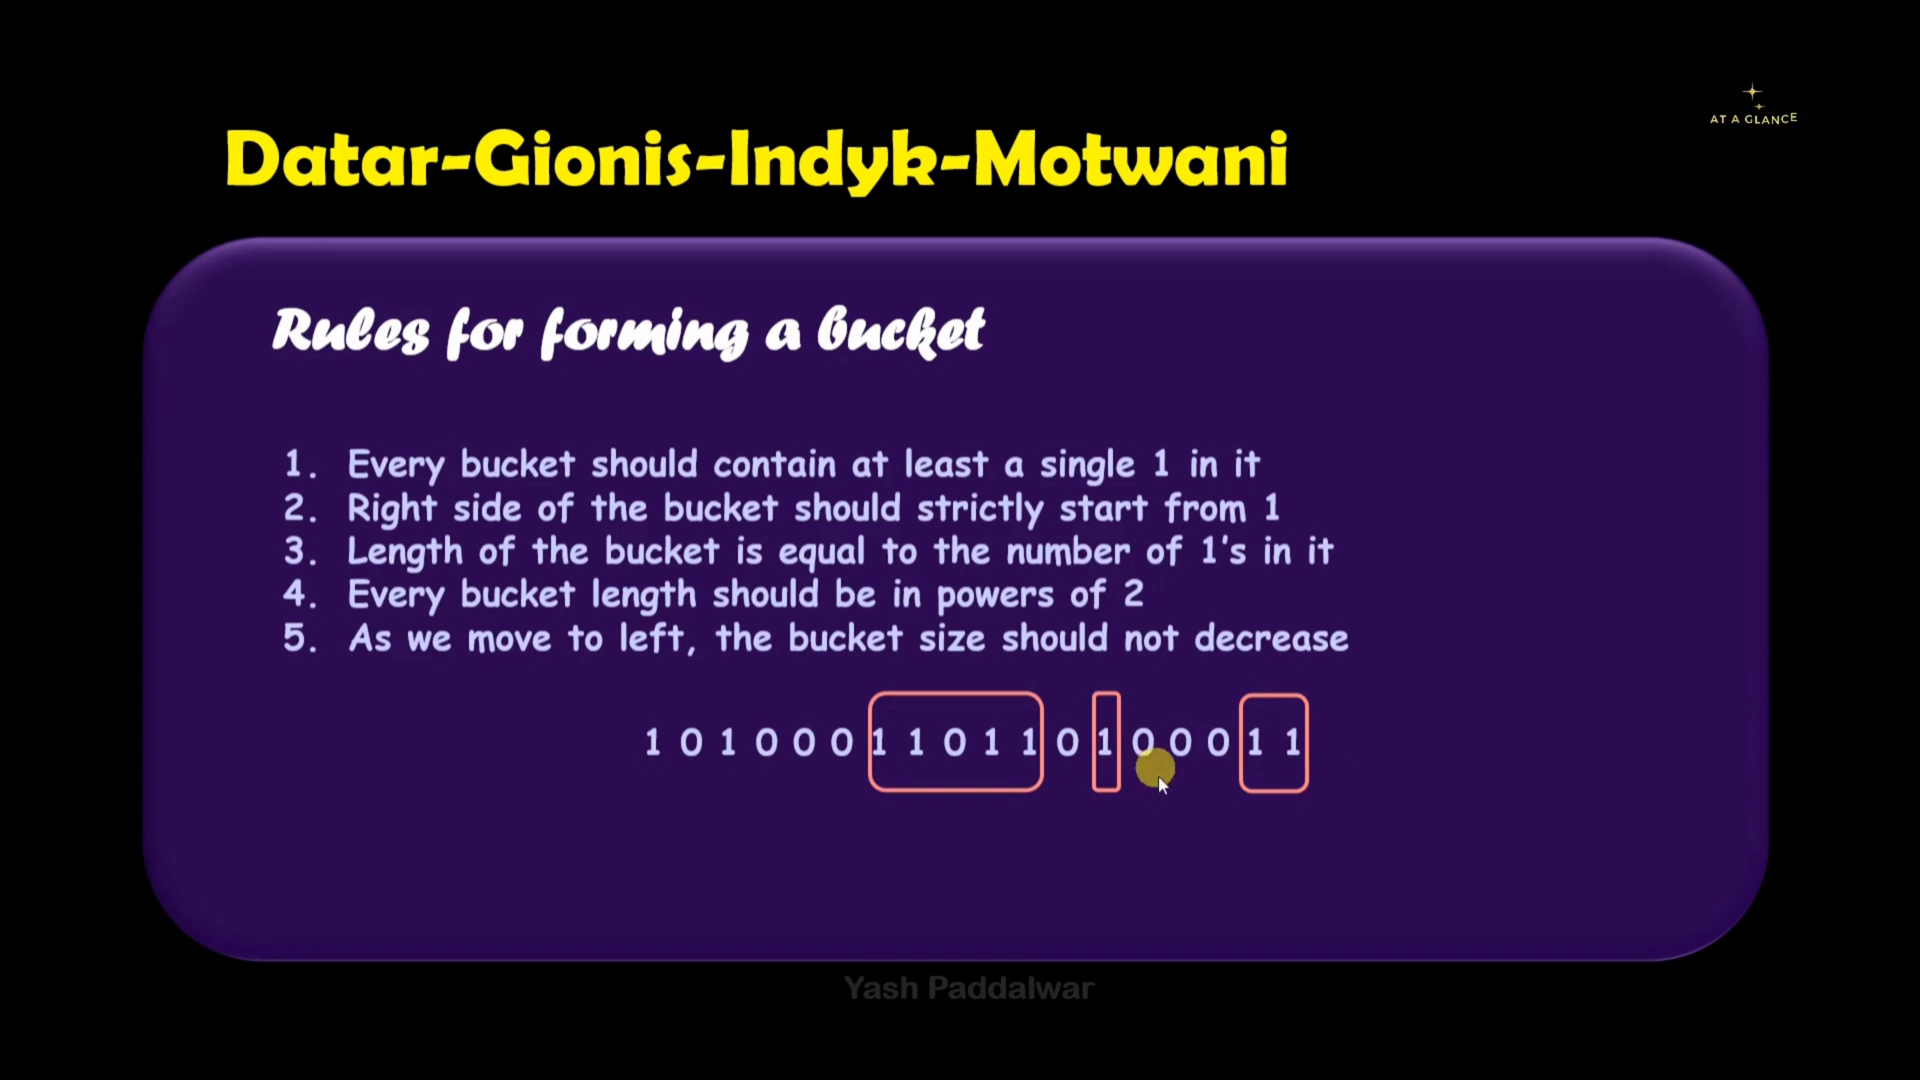 AT A GLANCE
Datar-Gionis-Indyk-Motwani
Rules for forming a bucket
1. Every bucket should contain at least a single 1 in it
2. Right side of the bucket should strictly start from 1
3. Length of the bucket is equal to the number of 1's in it
4. Every bucket length should be in powers of 2
5. As we move to left, the bucket size should not decrease
1 0 1 0 0 0 1 1 0 1 1 0 1 0 0 0 1 1
Yash Paddalwar